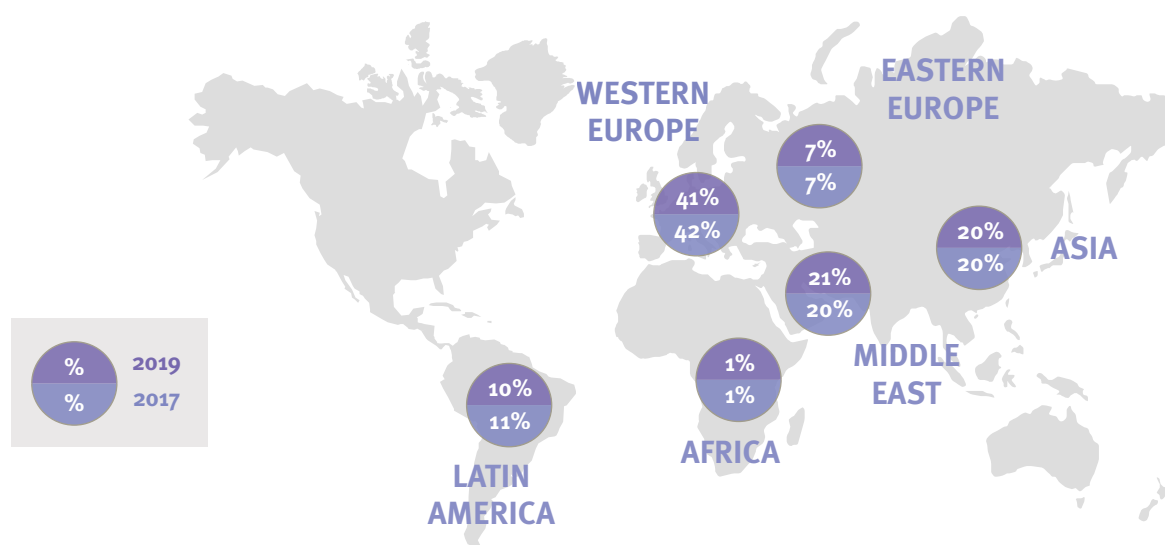 WESTERN
EUROPE
41%
42%
EASTERN
EUROPE
7%
7%
20%
20%
ASIA
21%
20%
MIDDLE
EAST
1%
1%
AFRICA
10%
11%
LATIN
AMERICA
% 2019
% 2017